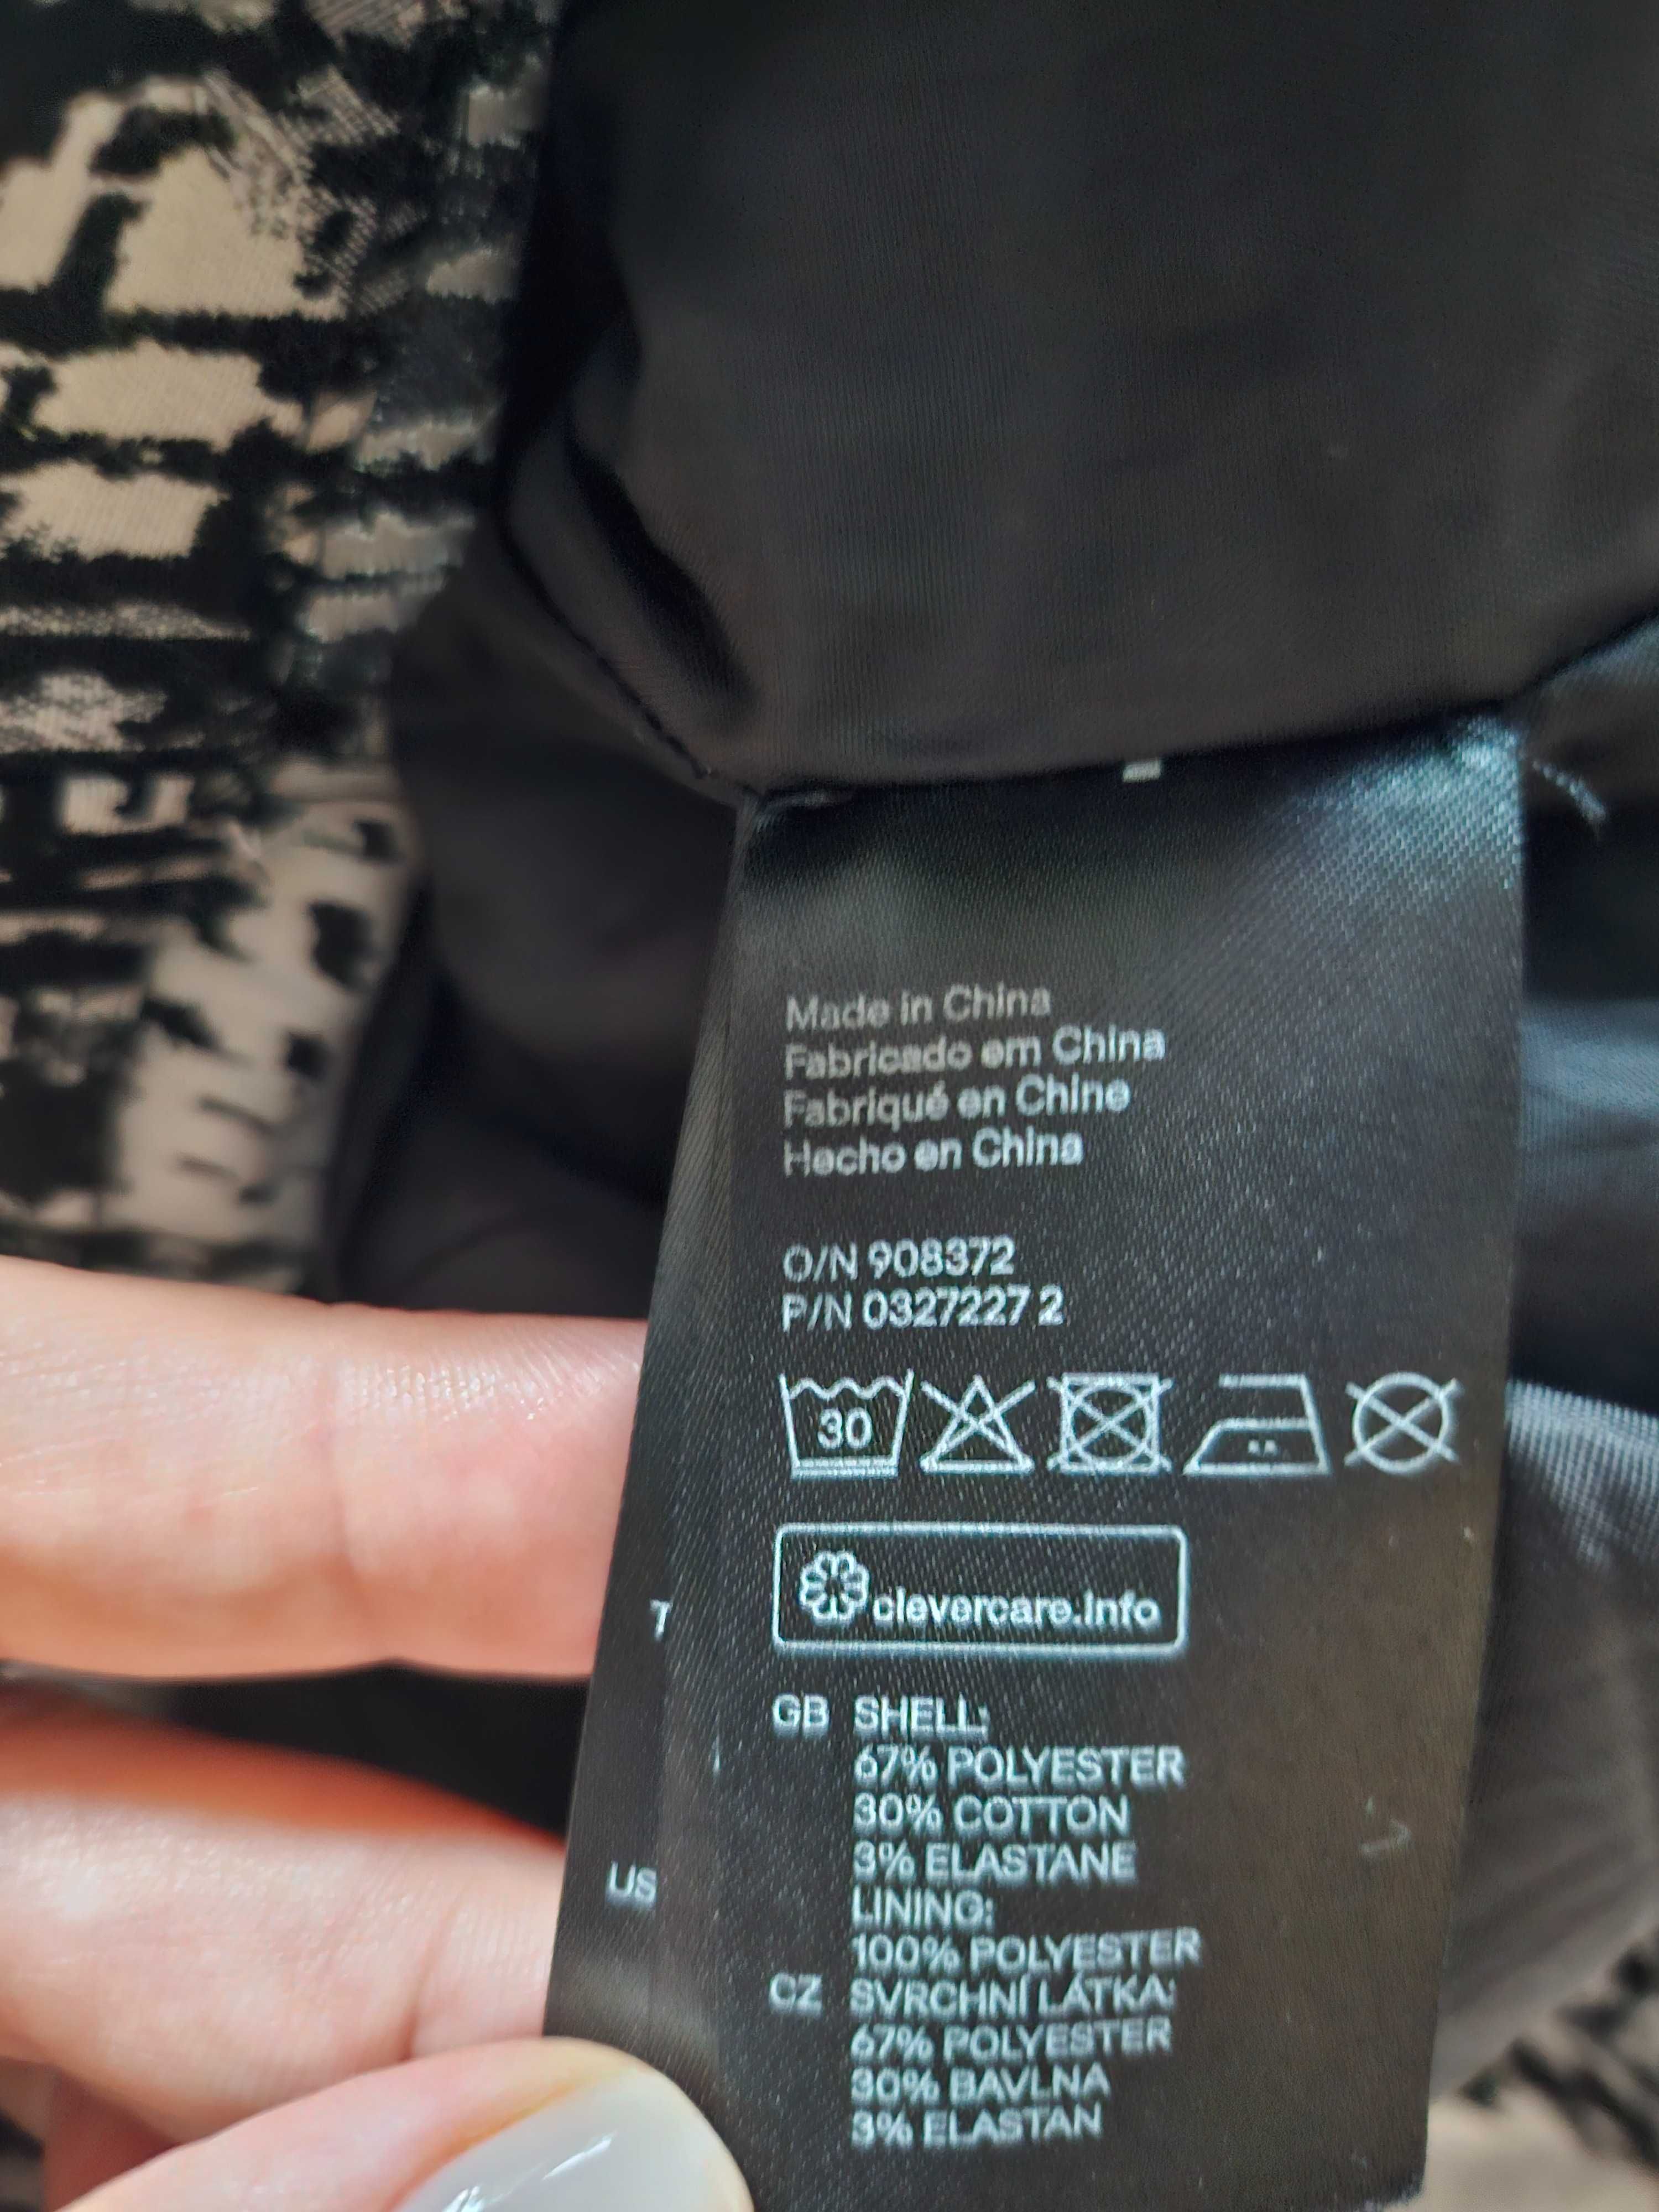 Made in China
Fabricado em China
Fabriqué en Chine
Hecho en China
O/N 908372
P/N 0327227 2
30
clevercare.info
GB SHELL:
67% POLYESTER
30% COTTON
3% ELASTANE
LINING:
100% POLYESTER
CZ SVRCHNÍ LÁTKA:
67% POLYESTER
30% BAVLNA
3% ELASTAN
US